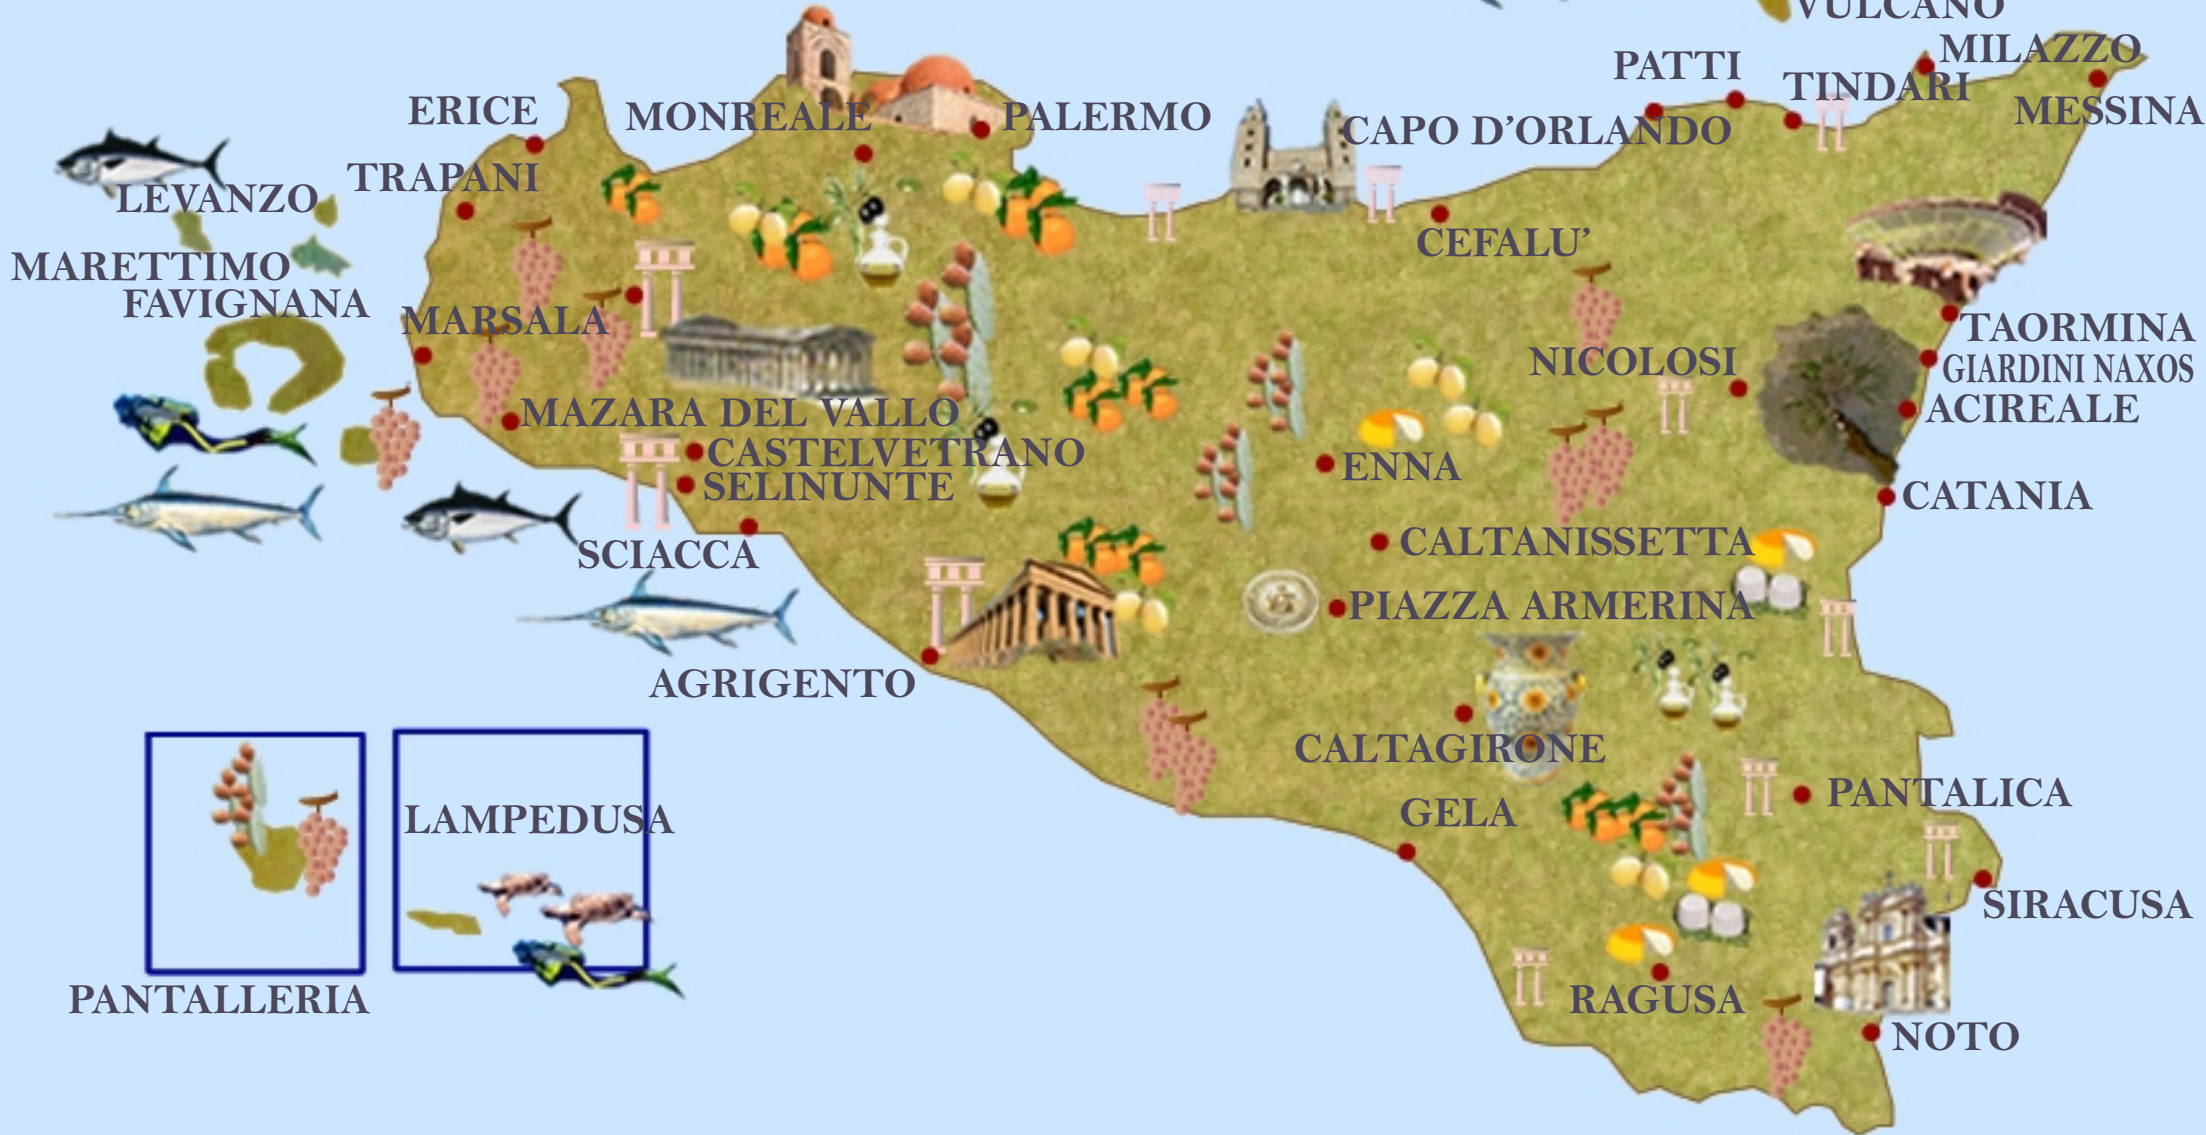 VULCANO
MILAZZO
PATTI
TINDARI
MESSINA
ERICE
MONREALE
PALERMO
CAPO D’ORLANDO
TRAPANI
LEVANZO
CEFALU’
MARETTIMO
FAVIGNANA
MARSALA
TAORMINA
NICOLOSI
GIARDINI NAXOS
ACIREALE
MAZARA DEL VALLO
CASTELVETRANO
ENNA
SELINUNTE
CATANIA
SCIACCA
CALTANISSETTA
PIAZZA ARMERINA
AGRIGENTO
CALTAGIRONE
PANTALICA
GELA
LAMPEDUSA
SIRACUSA
PANTALLERIA
RAGUSA
NOTO